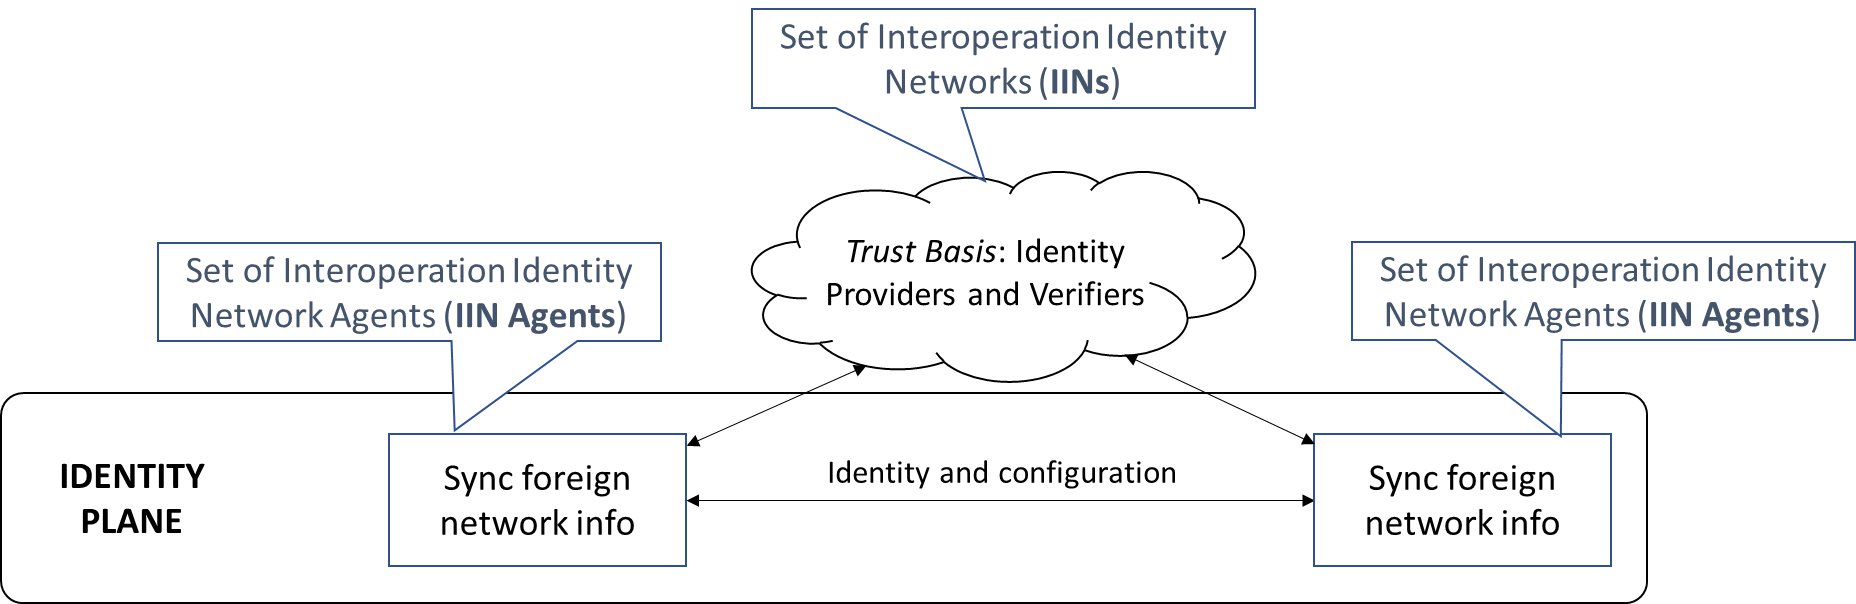 Set of Interoperation Identity
Networks (IINs)
Trust Basis: Identity
Providers and Verifiers
Set of Interoperation Identity
Network Agents (IIN Agents)
Set of Interoperation Identity
Network Agents (IIN Agents)
IDENTITY
PLANE
Sync foreign
network info
Identity and configuration
Sync foreign
network info